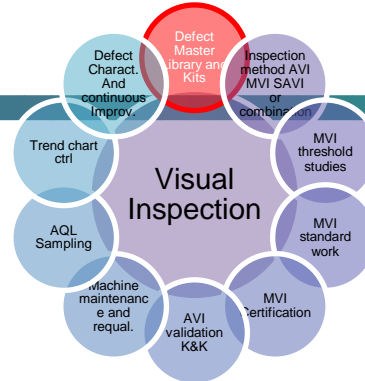 Defect
Master
Library and
Kits
Inspection
method AVI
MVI SAVI
or
combination
MVI
threshold
studies
MVI
standard
work
MVI
Certification
AVI
validation
K&K
Machine
maintenanc
e and
requal.
AQL
Sampling
Trend chart
ctrl
Defect
Charact.
And
continuous
Improv.
Visual
Inspection